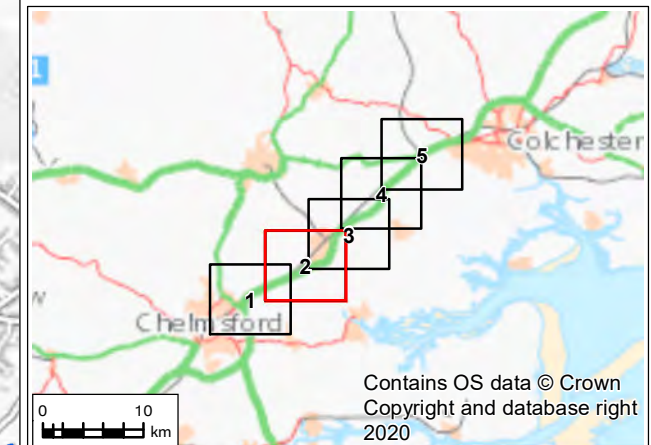 1
Colchester
5
4
3
2
1
W
Chelmsford
0 10
km
Contains OS data © Crown
Copyright and database right
2020